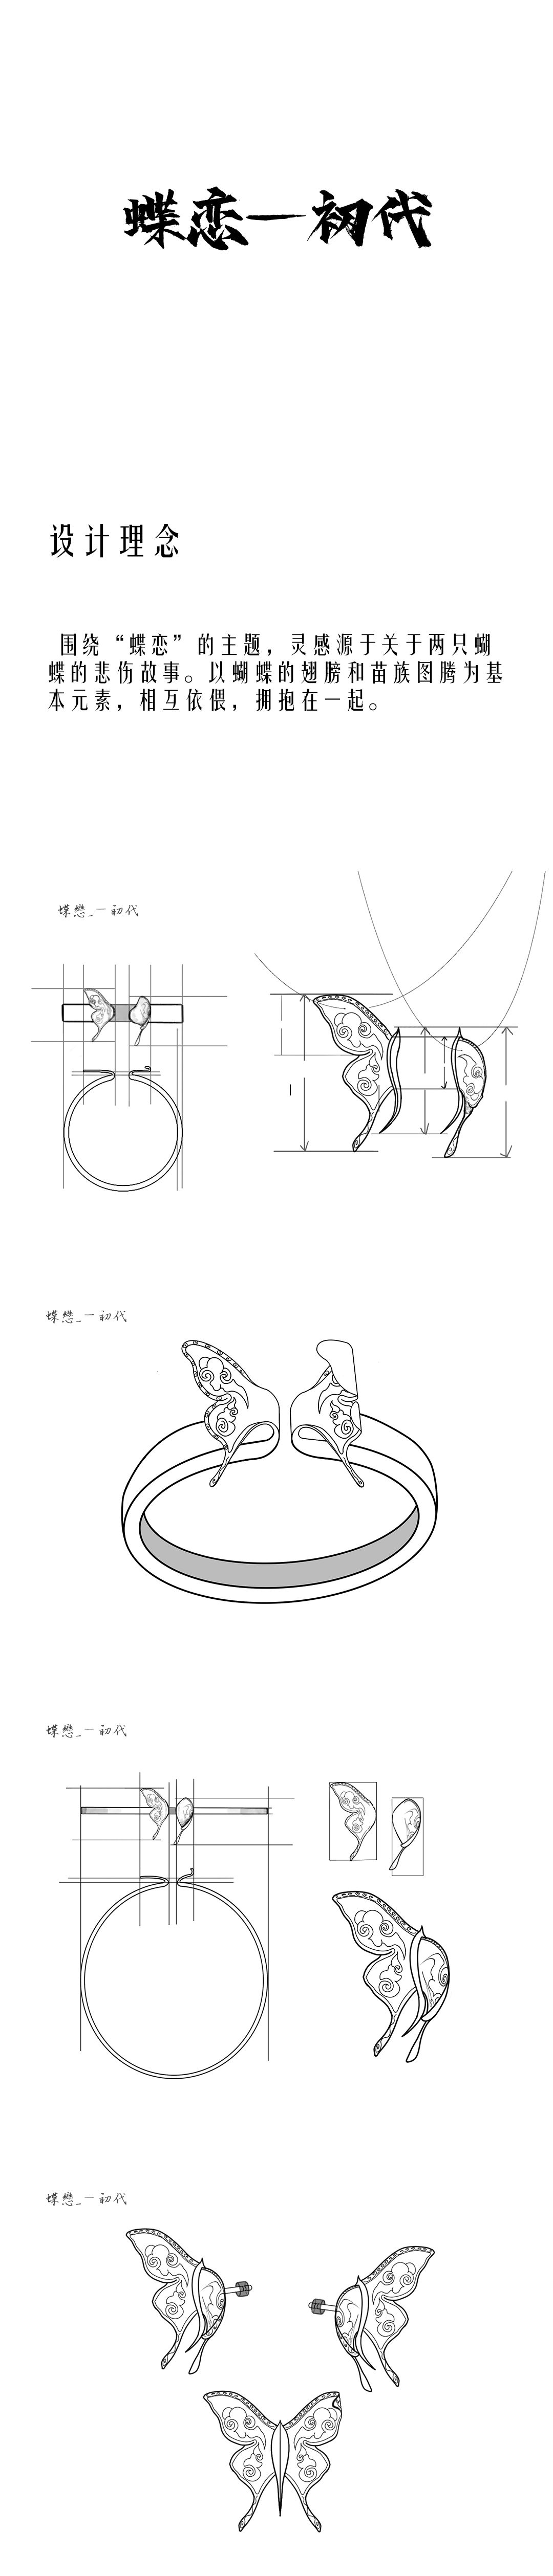 蝶恋一初代
设计理念
围绕“蝶恋”的主题，灵感源于关于两只蝴
蝶的悲伤故事。以蝴蝶的翅膀和苗族图腾为基
本元素，相互依偎，拥抱在一起。
蝶戀_一初代
蝶戀_一初代
蝶戀_一初代
蝶戀_一初代